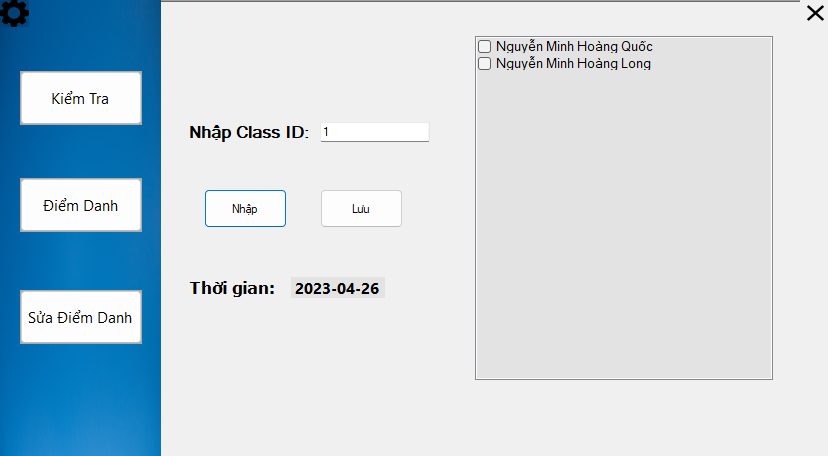 Kiểm Tra
Điểm Danh
Sửa Điểm Danh
Nhập Class ID: 1
Nhập Lưu
Thời gian: 2023-04-26
Nguyễn Minh Hoàng Quốc
Nguyễn Minh Hoàng Long